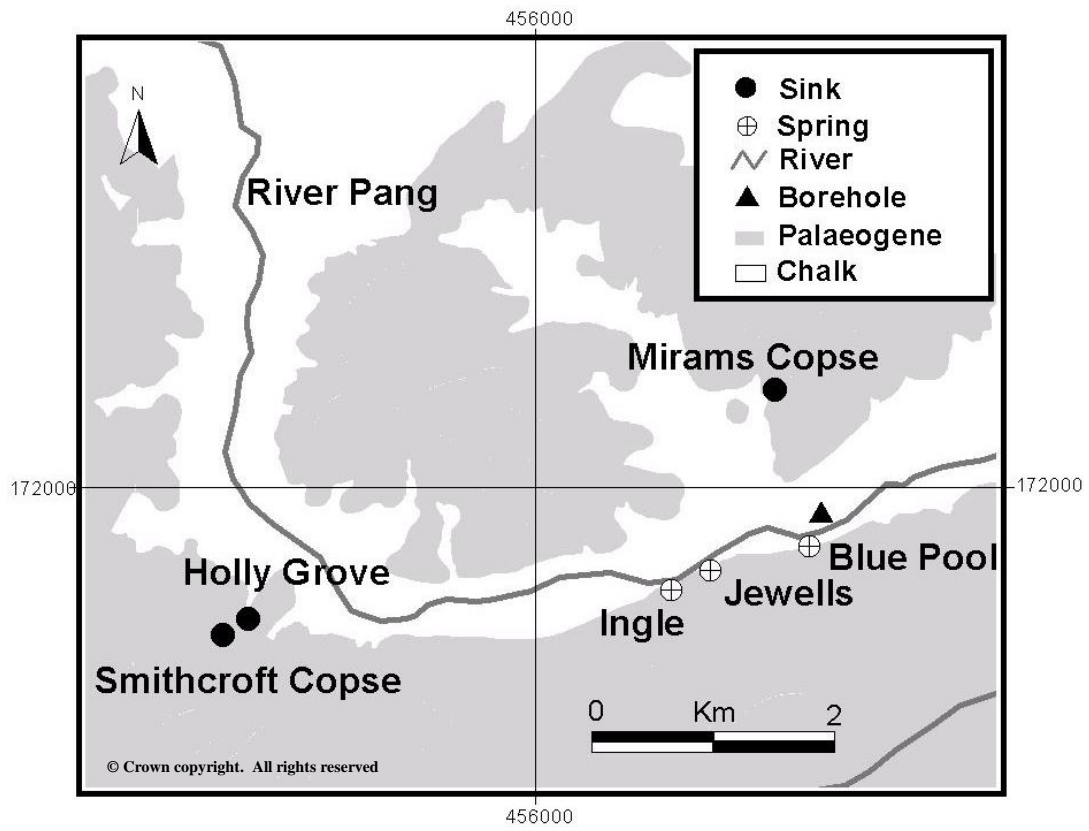 456000
N
Sink
Spring
River
Borehole
Palaeogene
Chalk
River Pang
Mirams Copse
172000
172000
Holly Grove
Blue Pool
Jewells
Ingle
Smithcroft Copse
0 Km 2
© Crown copyright. All rights reserved
456000